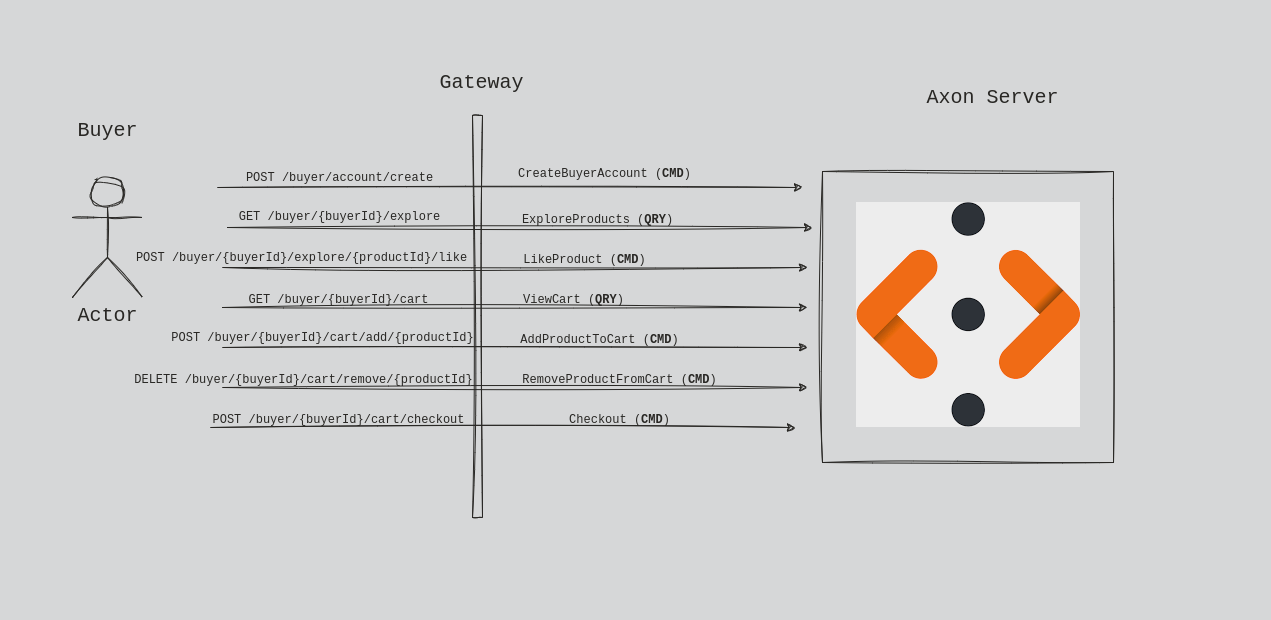 Gateway
Axon Server
Buyer
POST /buyer/account/create
CreateBuyerAccount (CMD)
GET /buyer/{buyerId}/explore
ExploreProducts (QRY)
POST /buyer/{buyerId}/explore/{productId}/like
LikeProduct (CMD)
GET /buyer/{buyerId}/cart
ViewCart (QRY)
Actor
POST /buyer/{buyerId}/cart/add/{productId}
AddProductToCart (CMD)
DELETE /buyer/{buyerId}/cart/remove/{productId}
RemoveProductFromCart (CMD)
POST /buyer/{buyerId}/cart/checkout
Checkout (CMD)